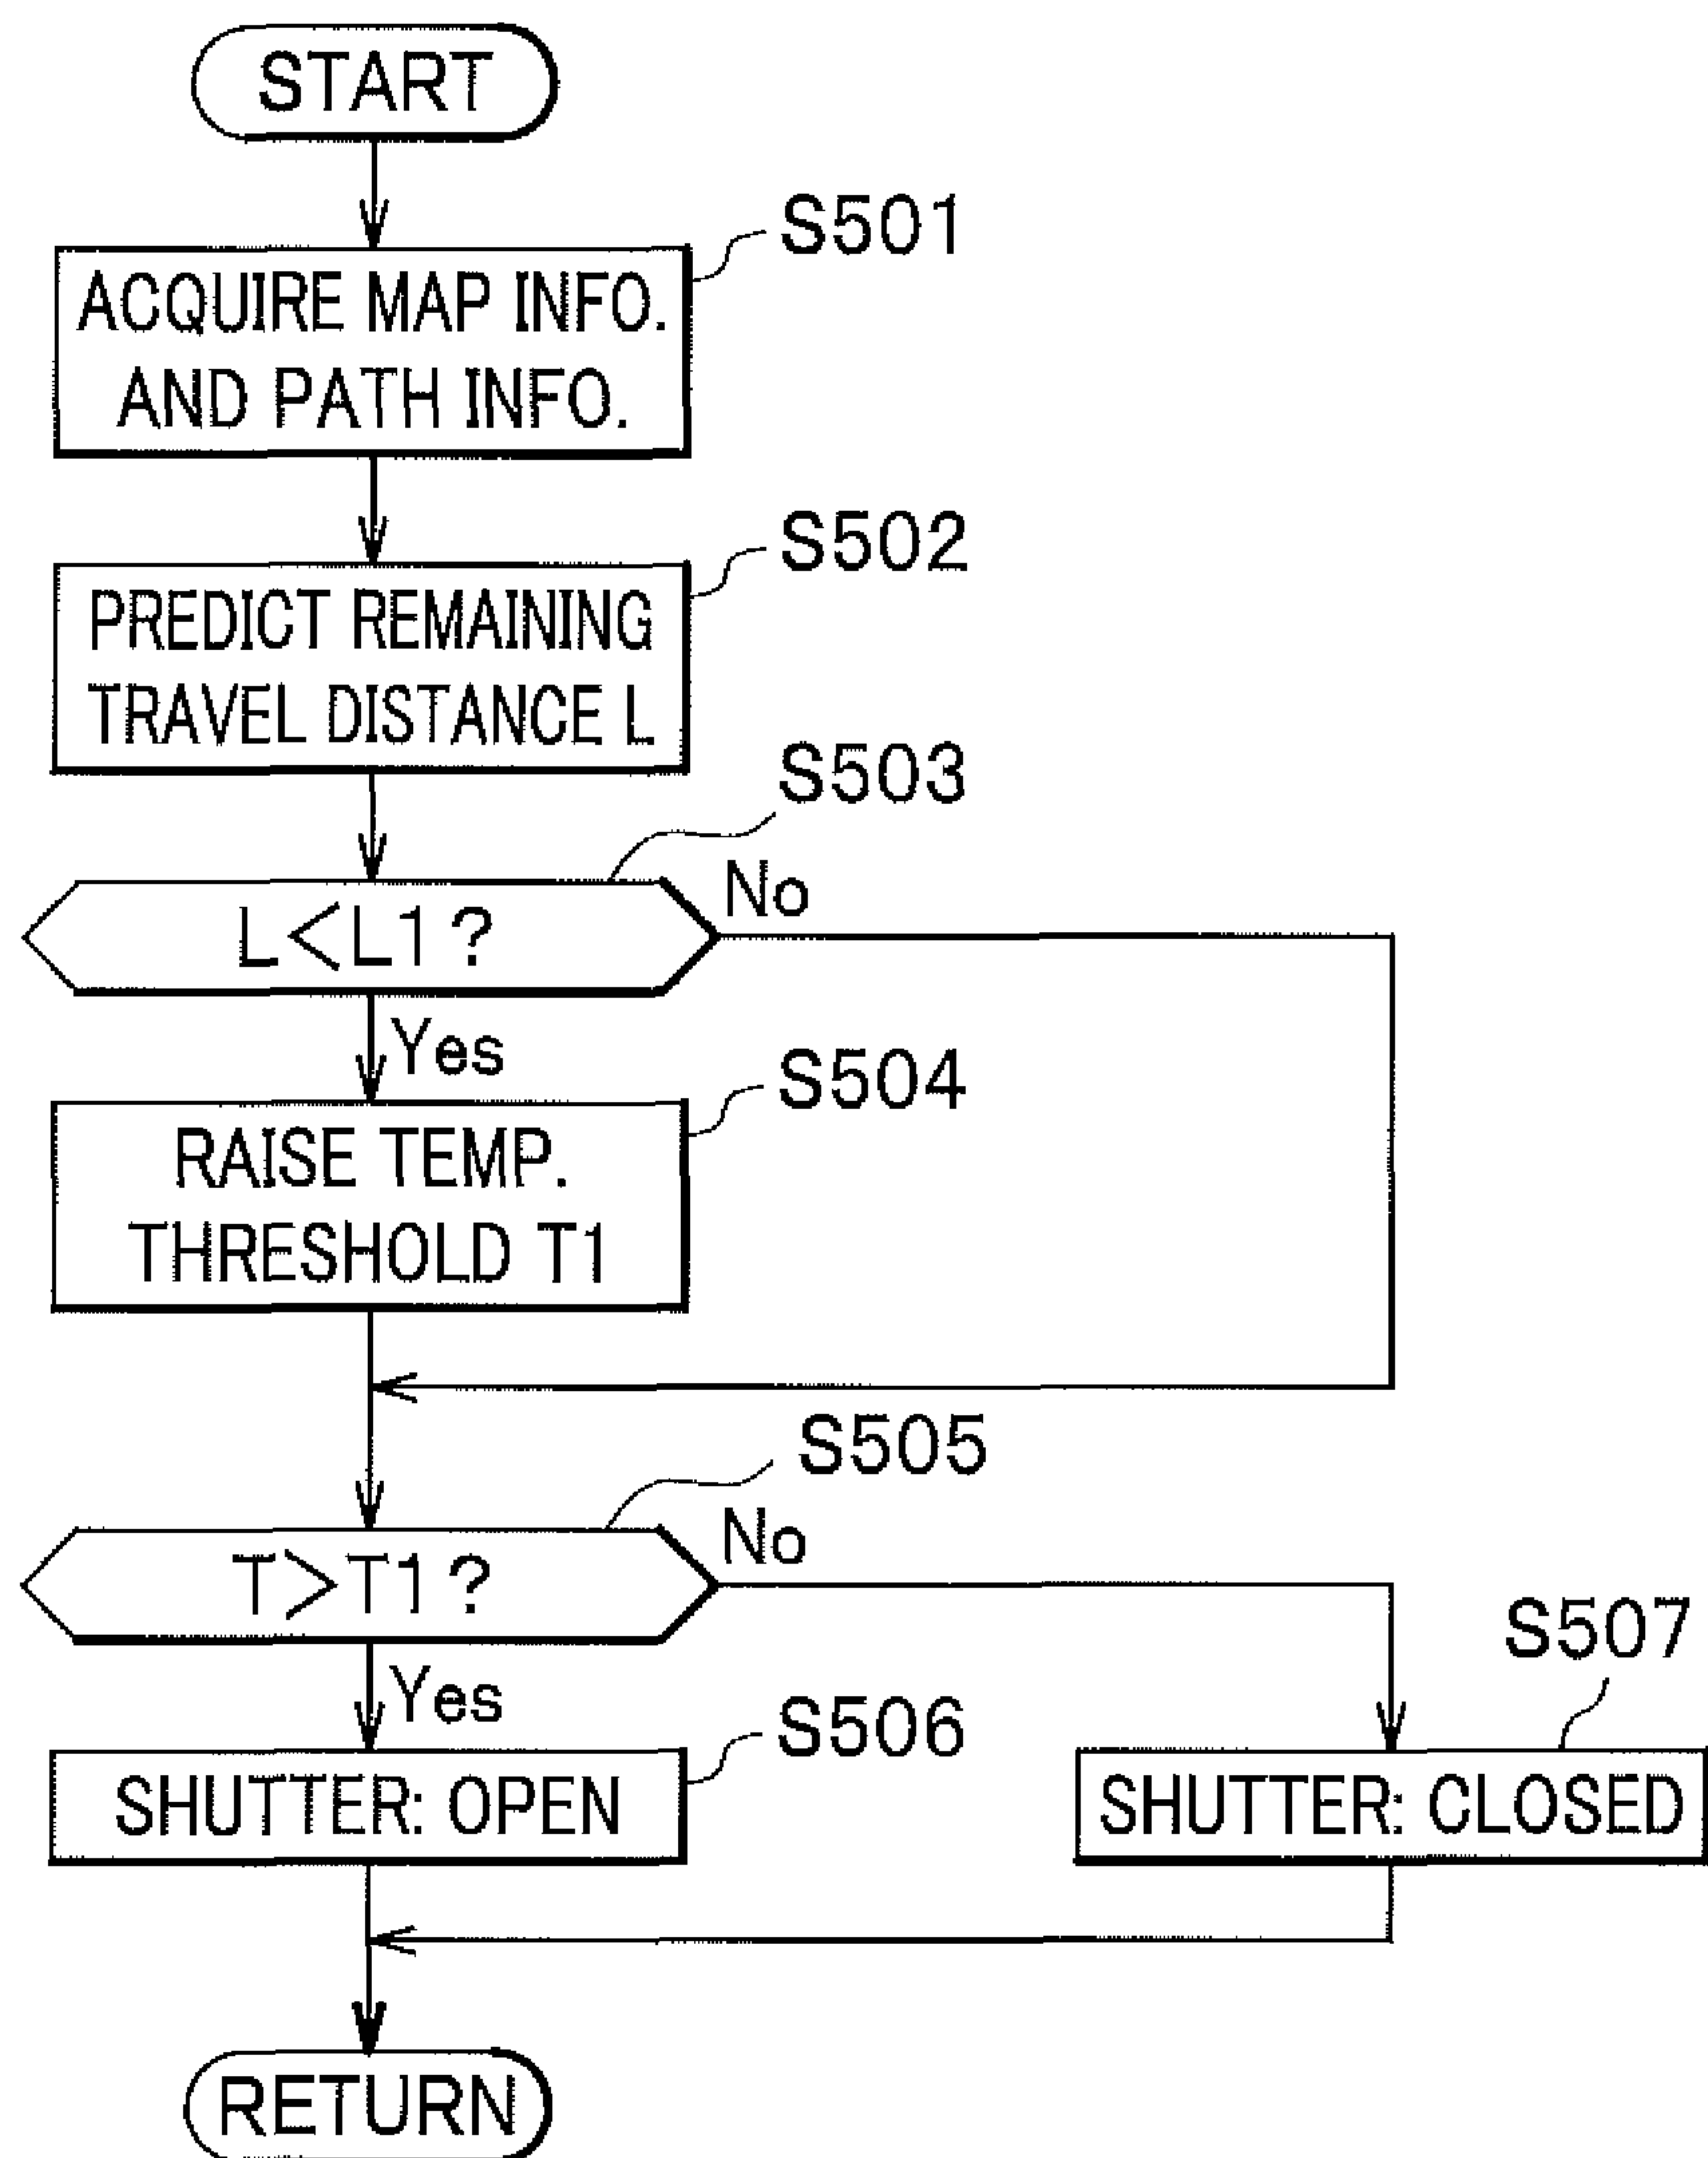 START
S501
ACQUIRE MAP INFO.
AND PATH INFO.
S502
PREDICT REMAINING
TRAVEL DISTANCE L
S503
L<L1?
No
Yes
S504
RAISE TEMP.
THRESHOLD T1
S505
T>T1?
No
Yes
S506
S507
SHUTTER: OPEN
SHUTTER: CLOSED
RETURN